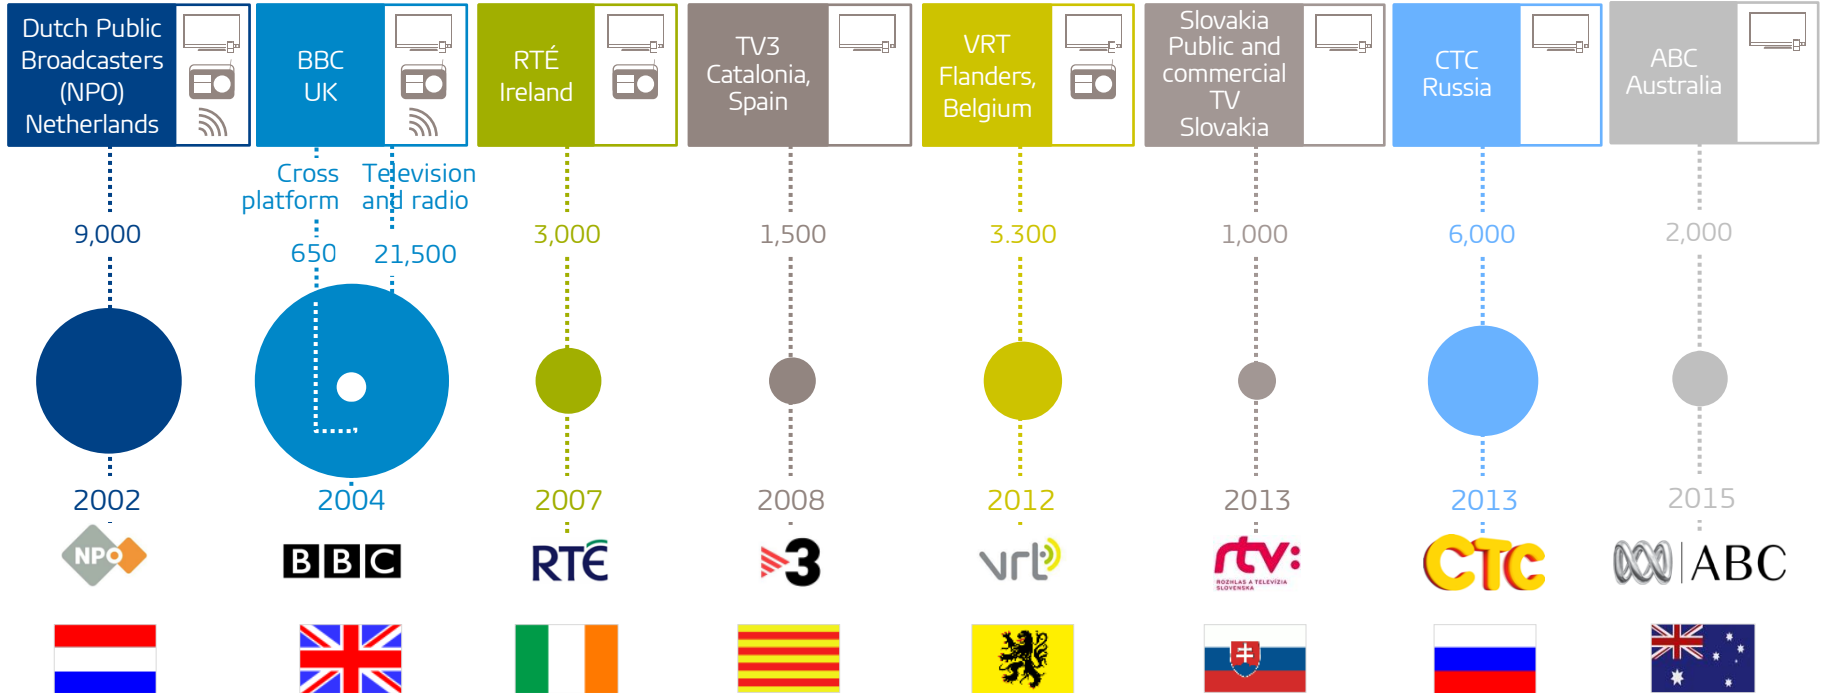 Dutch Public
Broadcasters
(NPO)
Netherlands
BBC
UK
RTÉ
Ireland
TV3
Catalonia,
Spain
VRT
Flanders,
Belgium
Slovakia
Public and
commercial
TV
Slovakia
CTC
Russia
ABC
Australia
Cross
platform
Television
and radio
9,000
650
21,500
3,000
1,500
3.300
1,000
6,000
2,000
2002
2004
2007
2008
2012
2013
2013
2015
NPO
BBC
RTÉ
3
vrt
rtv:
ROZHLAS A TELEVÍZIA
SLOVENSKA
CTC
ABC